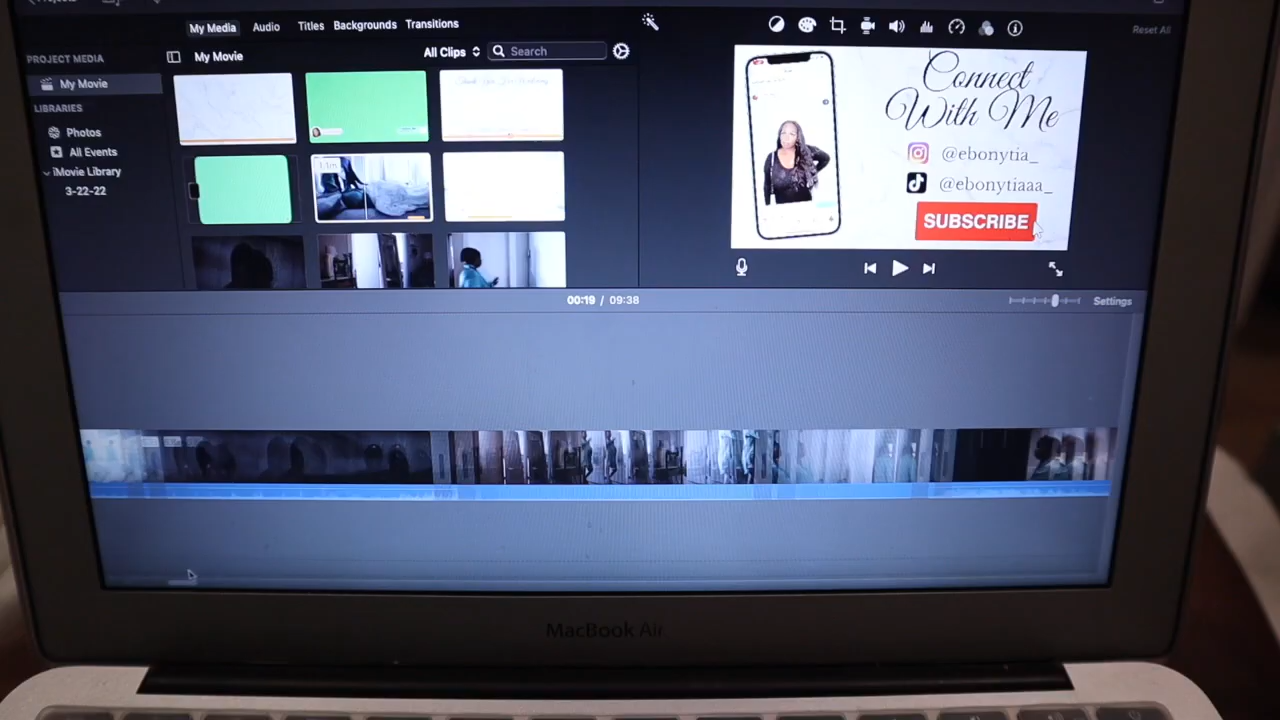 My Media Audio Titles Backgrounds Transitions
Reset All
PROJECT MEDIA
My Movie
All Clips
Search
My Movie
LIBRARIES
Photos
All Events
iMovie Library
3-22-22
Connect
With Me
@ebonytia_
@ebonytiaaa_
SUBSCRIBE
00:19 / 09:38
Settings
MacBook Air